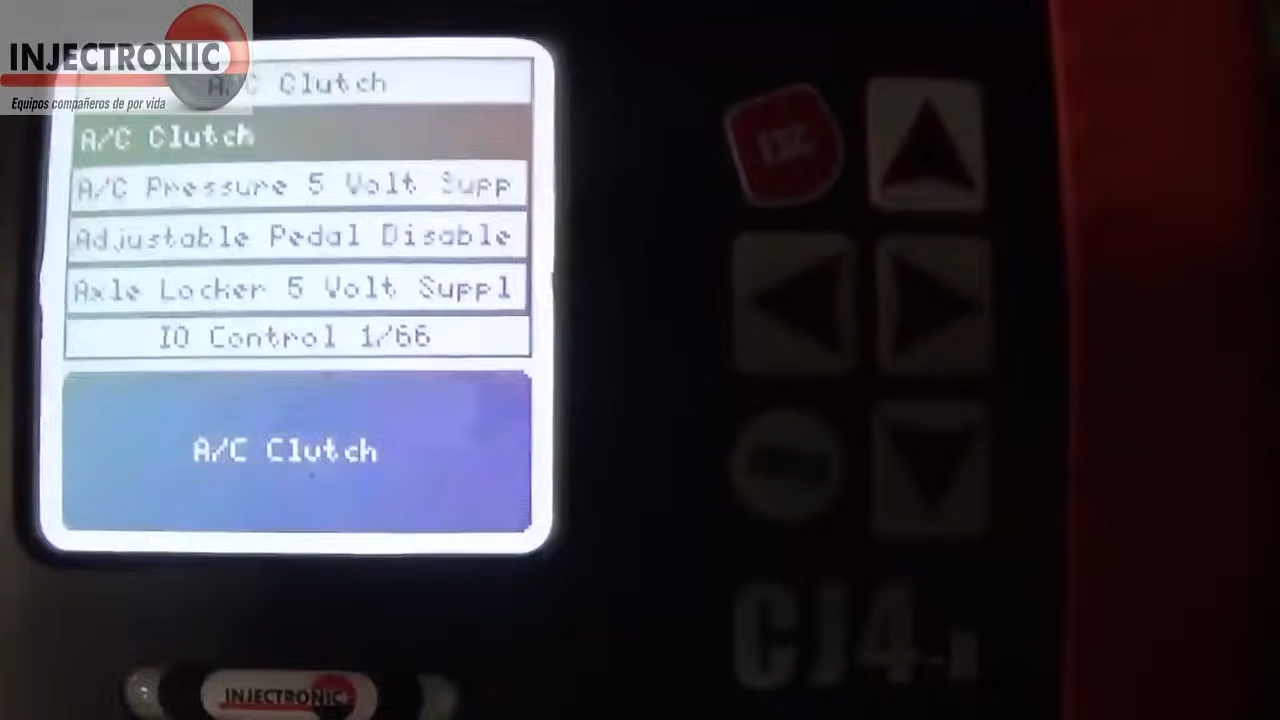 INJECTRONIC
Equipos compañeros de por vida
A/C Clutch
A/C Clutch
A/C Pressure 5 Volt Supp
Adjustable Pedal Disable
Axle Locker 5 Volt Suppl
IO Control 1/66
A/C Clutch
CJ4-R
INJECTRONIC